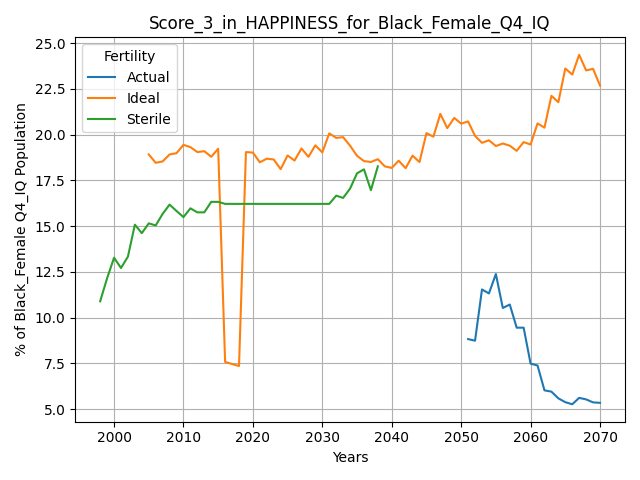 Score_3_in_HAPPINESS_for_Black_Female_Q4_IQ
Fertility
Actual
Ideal
Sterile
% of Black_Female Q4_IQ Population
25.0
22.5
20.0
17.5
15.0
12.5
10.0
7.5
5.0
2000 2010 2020 2030 2040 2050 2060 2070
Years